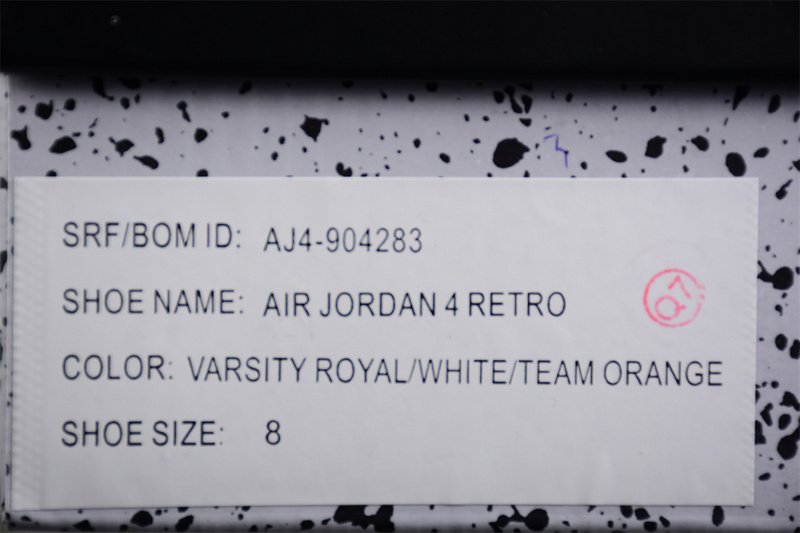 SRF/BOM ID: AJ4-904283
SHOE NAME: AIR JORDAN 4 RETRO
COLOR: VARSITY ROYAL/WHITE/TEAM ORANGE
SHOE SIZE: 8
Q7